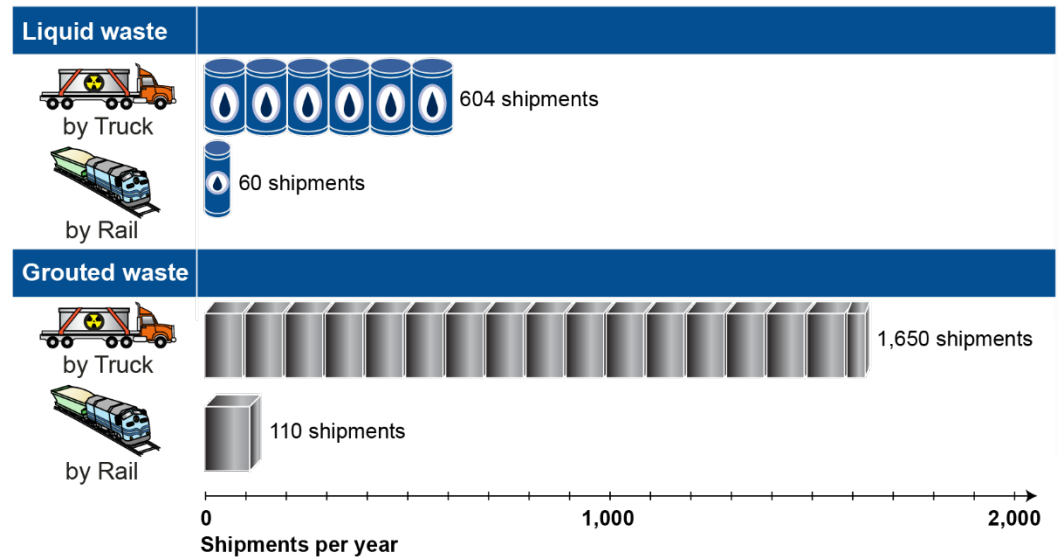 Liquid waste
by Truck
604 shipments
by Rail
60 shipments
Grouted waste
by Truck
1,650 shipments
by Rail
110 shipments
0
1,000
2,000
Shipments per year